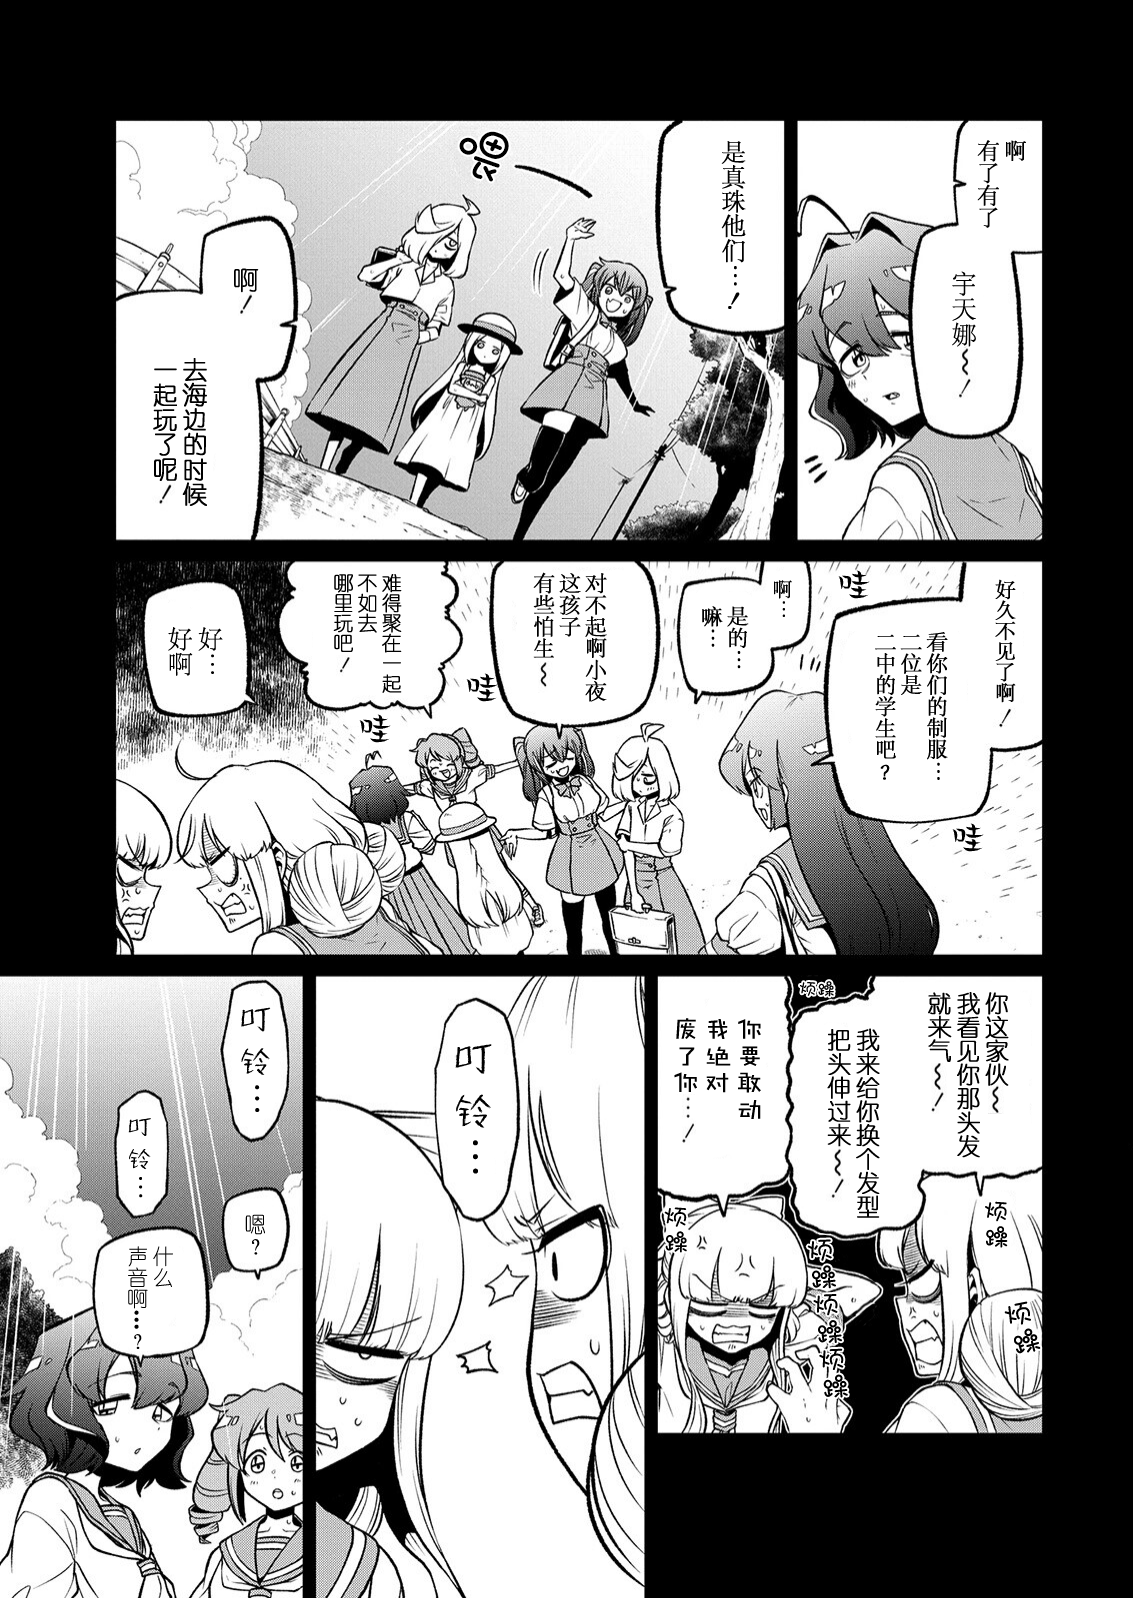 啊
有了有了
宇天娜～！
是真珠他们…！
啊！
去海边的时候
一起玩了呢！
好久不见了啊！
看你们的制服…
二位是
二中的学生吧？
哇
啊…
是的…
嘛…
对不起啊小夜
这孩子
有些怕生～
哇
难得聚在一起
不如去
哪里玩吧！
哇
好…
好啊
哇
你这家伙～
我看见你那头发
就来气～！
烦躁
我来给你换个发型
把头伸过来～！
你要敢动
我绝对
废了你…！
烦躁
烦躁
烦躁
烦躁
烦躁
烦躁
叮铃…
叮铃…
叮铃…
嗯？
什么
声音啊……？